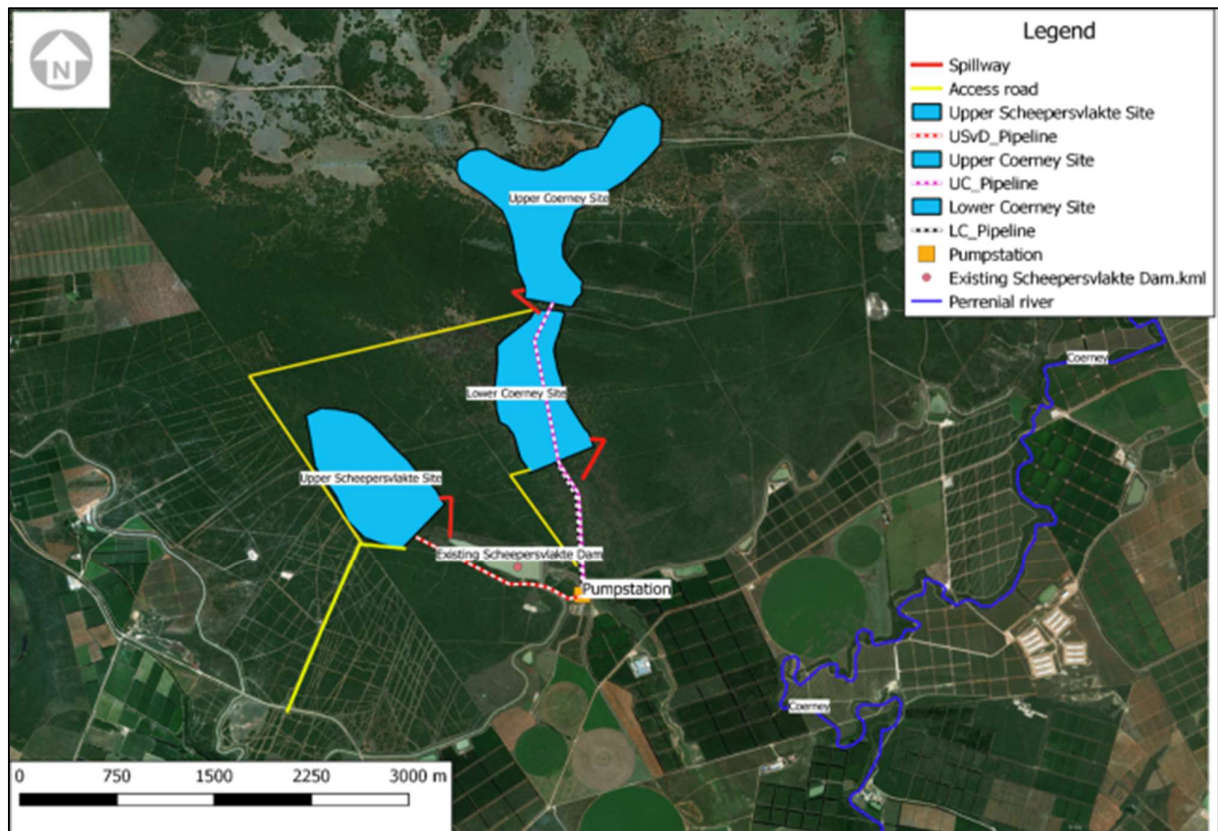 N
Legend
Spillway
Access road
Upper Scheepersvlakte Site
USvD_Pipeline
Upper Coerney Site
UC_Pipeline
Lower Coerney Site
LC_Pipeline
Pumpstation
Existing Scheepersvlakte Dam.kml
Perrenial river
Upper Coerney Site
Coerney
Lower Coerney Site
Upper Scheepersvlakte Site
Existing Scheepersvlakte Dam
Pumpstation
Coerney
0 750 1500 2250 3000 m